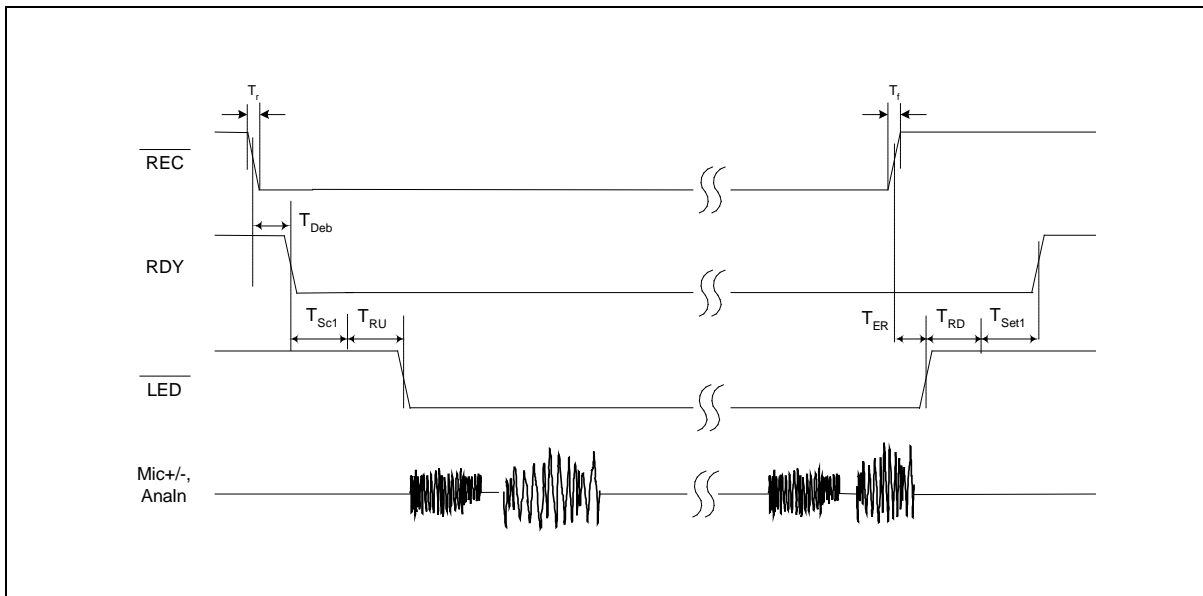 Tr
Tf
REC
TDeb
RDY
TSc1
TRU
TER
TRD
TSet1
LED
Mic+/-,
AnaIn